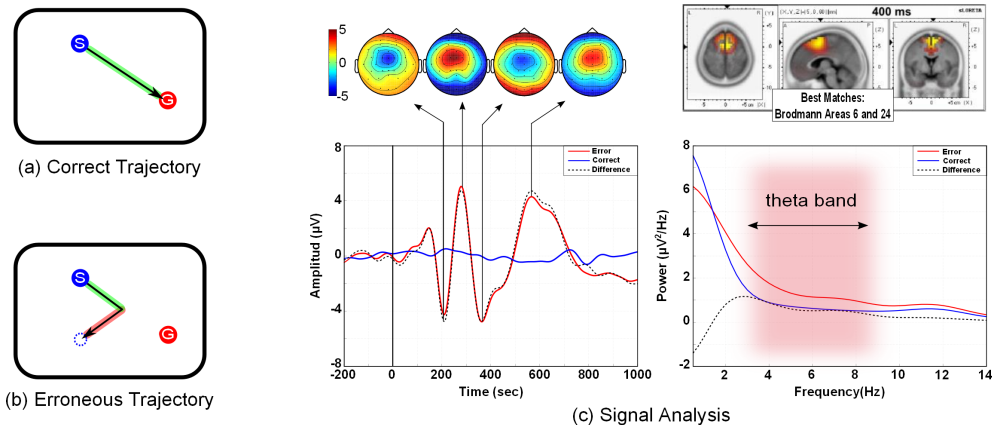 S
G
(a) Correct Trajectory
S
G
(b) Erroneous Trajectory
5
0
-5
400 ms
sLORETA
Best Matches:
Brodmann Areas 6 and 24
8
4
0
-4
-8
Amplitud (µV)
-200 0 200 400 600 800 1000
Time (sec)
Error
Correct
Difference
8
6
4
2
0
-2
Power (µV²/Hz)
theta band
Error
Correct
Difference
2 4 6 8 10 12 14
Frequency(Hz)
(c) Signal Analysis